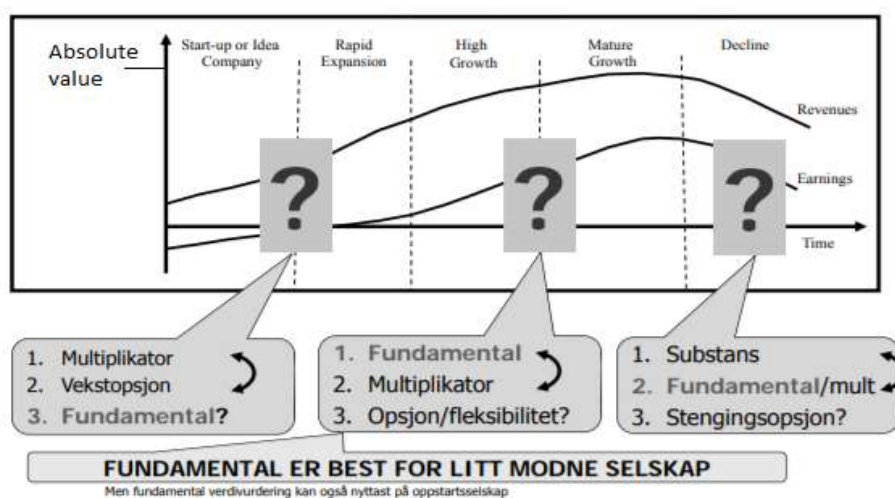 Absolute
value
Start-up or Idea
Company
Rapid
Expansion
High
Growth
Mature
Growth
Decline
Revenues
Earnings
Time
?
?
?
1. Multiplikator
2. Vekstopsjon
3. Fundamental?
1. Fundamental
2. Multiplikator
3. Opsjon/fleksibilitet?
1. Substans
2. Fundamental/mult
3. Stengingsopsjon?
FUNDAMENTAL ER BEST FOR LITT MODNE SELSKAP
Men fundamental verdivurdering kan også nyttast på oppstartsselskap